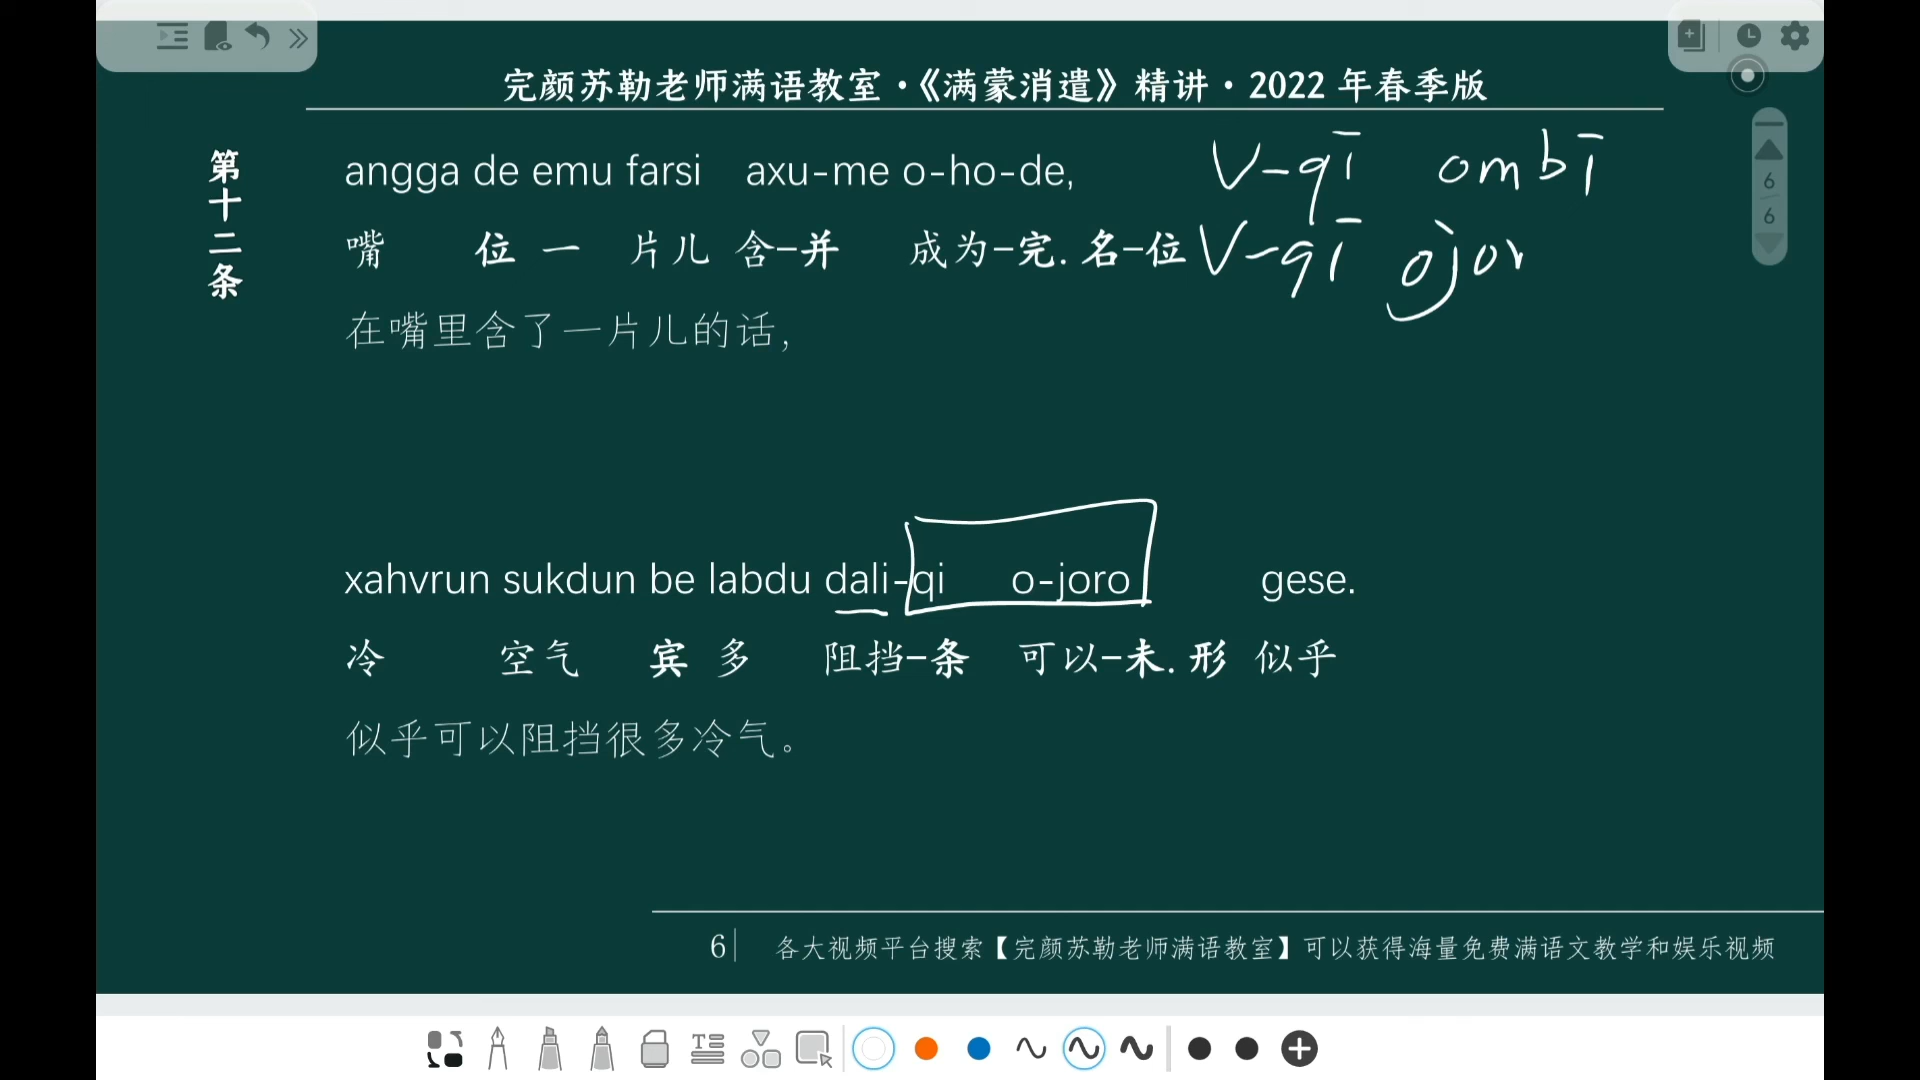 完颜苏勒老师满语教室·《满蒙消遣》精讲·2022 年春季版
第十二条
angga de emu farsi axu-me o-ho-de,
V-qi ombi
嘴 位 一 片儿 含-并 成为-完.名-位
V-qi ojor
在嘴里含了一片儿的话,
xahvrun sukdun be labdu dali-qi o-joro gese.
冷 空气 宾 多 阻挡-条 可以-未.形 似乎
似乎可以阻挡很多冷气。
6 各大视频平台搜索【完颜苏勒老师满语教室】可以获得海量免费满语文教学和娱乐视频
6
6